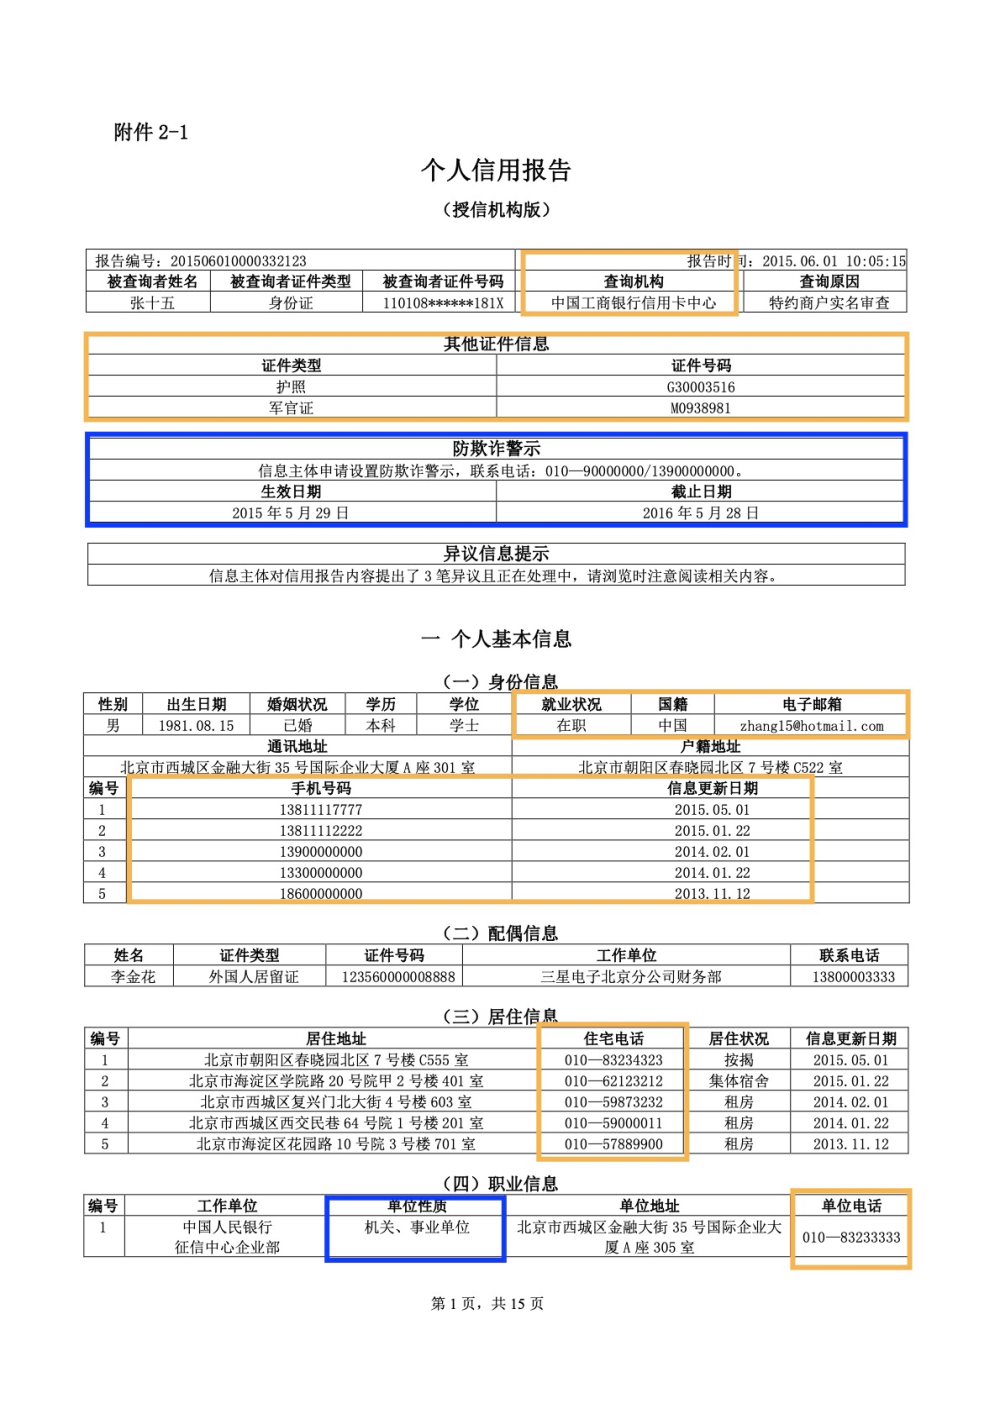 附件 2-1
个人信用报告
（授信机构版）
报告编号：201506010000332123 报告时间：2015.06.01 10:05:15
被查询者姓名 被查询者证件类型 被查询者证件号码 查询机构 查询原因
张十五 身份证 110108******181X 中国工商银行信用卡中心 特约商户实名审查
其他证件信息
证件类型 证件号码
护照 G30003516
军官证 M0938981
防欺诈警示
信息主体申请设置防欺诈警示，联系电话：010—90000000/13900000000。
生效日期 截止日期
2015 年 5 月 29 日 2016 年 5 月 28 日
异议信息提示
信息主体对信用报告内容提出了 3 笔异议且正在处理中，请浏览时注意阅读相关内容。
一 个人基本信息
（一）身份信息
性别 出生日期 婚姻状况 学历 学位 就业状况 国籍 电子邮箱
男 1981.08.15 已婚 本科 学士 在职 中国 zhang15@hotmail.com
通讯地址 户籍地址
北京市西城区金融大街 35 号国际企业大厦 A 座 301 室 北京市朝阳区春晓园北区 7 号楼 C522 室
编号 手机号码 信息更新日期
1 13811117777 2015.05.01
2 13811112222 2015.01.22
3 13900000000 2014.02.01
4 13300000000 2014.01.22
5 18600000000 2013.11.12
（二）配偶信息
姓名 证件类型 证件号码 工作单位 联系电话
李金花 外国人居留证 123560000008888 三星电子北京分公司财务部 13800003333
（三）居住信息
编号 居住地址 住宅电话 居住状况 信息更新日期
1 北京市朝阳区春晓园北区 7 号楼 C555 室 010—83234323 按揭 2015.05.01
2 北京市海淀区学院路 20 号院甲 2 号楼 401 室 010—62123212 集体宿舍 2015.01.22
3 北京市西城区复兴门北大街 4 号楼 603 室 010—59873232 租房 2014.02.01
4 北京市西城区西交民巷 64 号院 1 号楼 201 室 010—59000011 租房 2014.01.22
5 北京市海淀区花园路 10 号院 3 号楼 701 室 010—57889900 租房 2013.11.12
（四）职业信息
编号 工作单位 单位性质 单位地址 单位电话
1 中国人民银行 机关、事业单位 北京市西城区金融大街 35 号国际企业大 010—83233333
征信中心企业部 厦 A 座 305 室
第 1 页，共 15 页